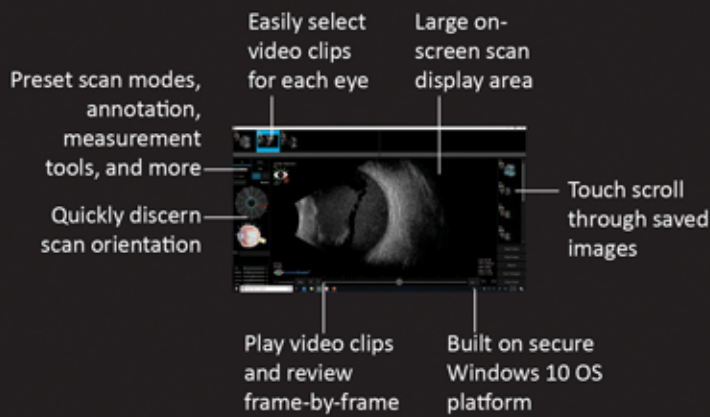 Easily select
video clips
for each eye
Large on-
screen scan
display area
Preset scan modes,
annotation,
measurement
tools, and more
Quickly discern
scan orientation
Touch scroll
through saved
images
Play video clips
and review
frame-by-frame
Built on secure
Windows 10 OS
platform